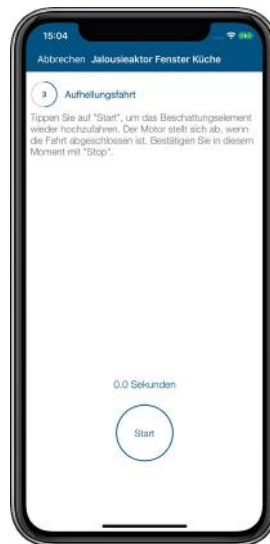 15:04
Abbrechen Jalousieaktor Fenster Küche
3 Aufhellungsfahrt
Tippen Sie auf "Start", um das Beschattungselement
wieder hochzufahren. Der Motor stellt sich ab, wenn
die Fahrt abgeschlossen ist. Bestätigen Sie in diesem
Moment mit "Stop".
0.0 Sekunden
Start